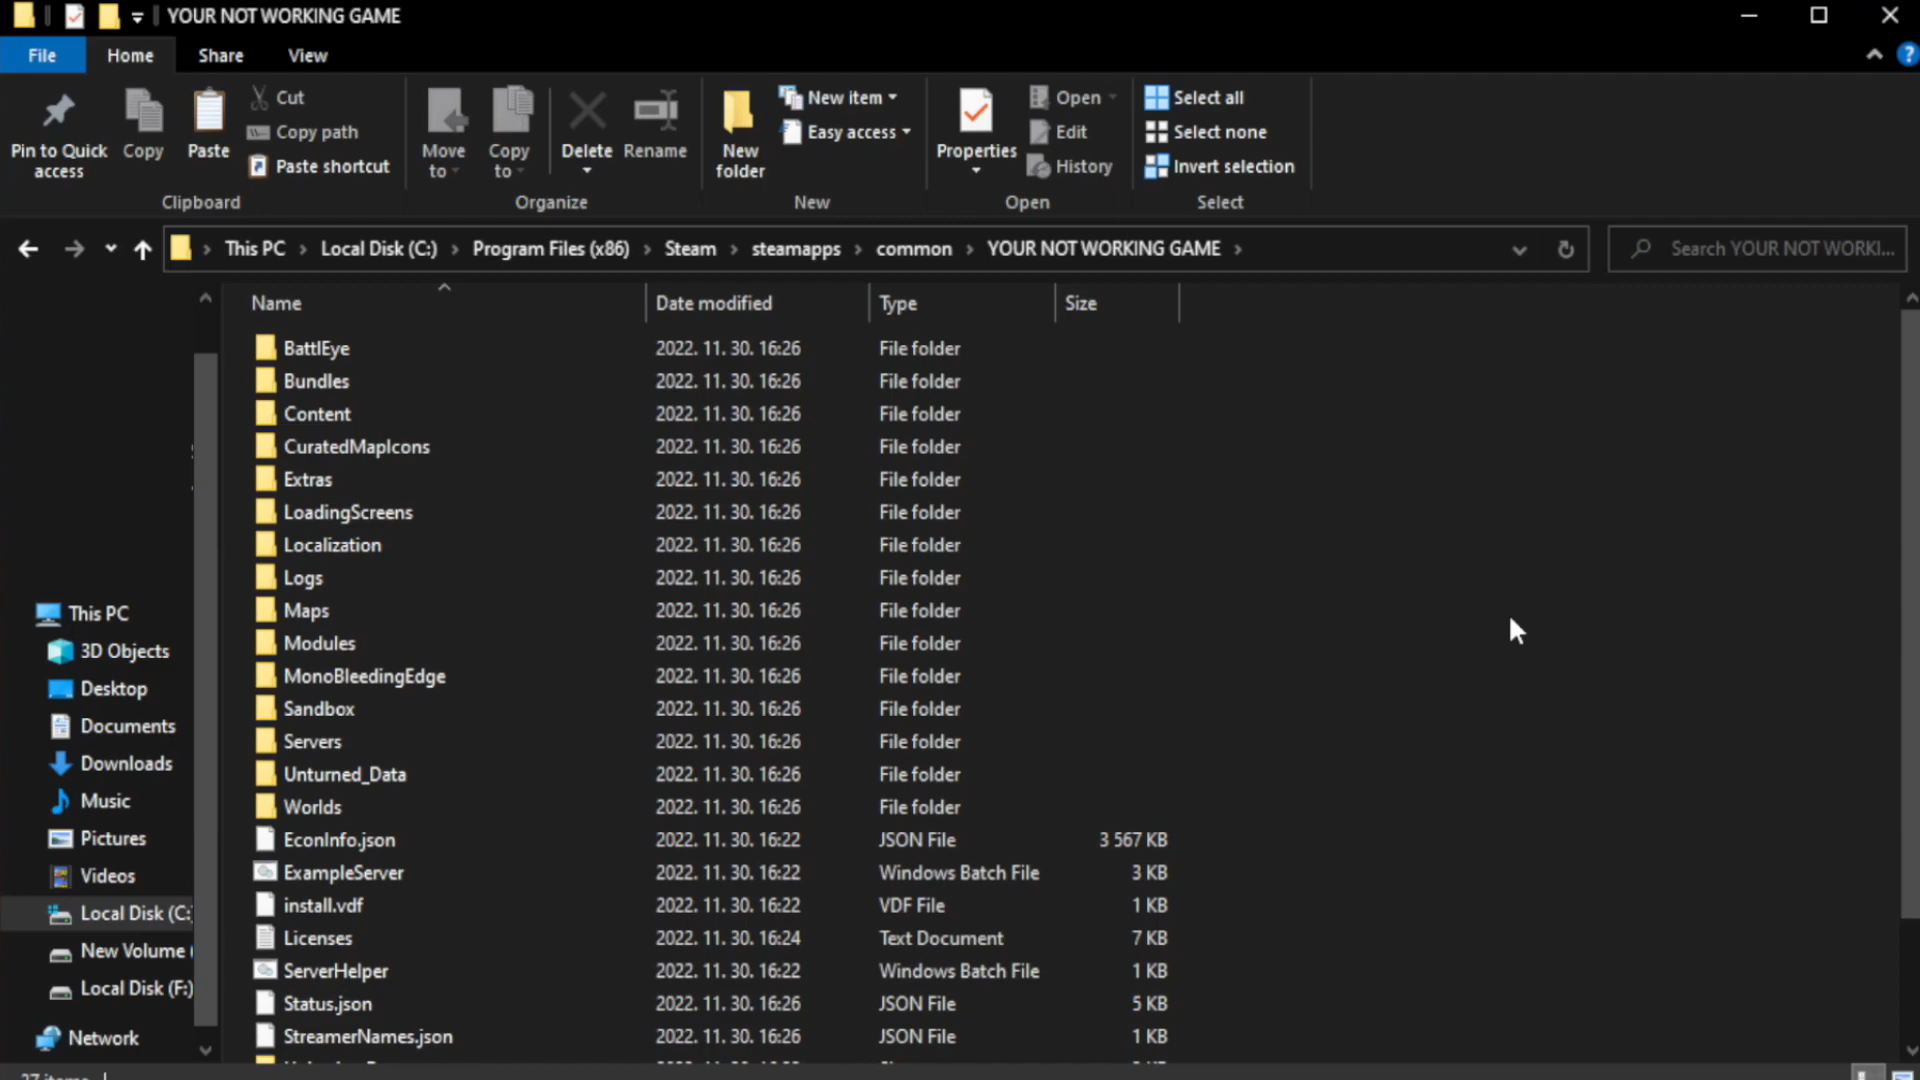 YOUR NOT WORKING GAME
File Home Share View
Pin to Quick access
Copy
Paste
Cut
Copy path
Paste shortcut
Clipboard
Move to
Copy to
Delete
Rename
Organize
New folder
New item
Easy access
New
Properties
Open
Edit
History
Open
Select all
Select none
Invert selection
Select
This PC > Local Disk (C:) > Program Files (x86) > Steam > steamapps > common > YOUR NOT WORKING GAME >
Search YOUR NOT WORKI...
Name Date modified Type Size
BattlEye 2022. 11. 30. 16:26 File folder
Bundles 2022. 11. 30. 16:26 File folder
Content 2022. 11. 30. 16:26 File folder
CuratedMapIcons 2022. 11. 30. 16:26 File folder
Extras 2022. 11. 30. 16:26 File folder
LoadingScreens 2022. 11. 30. 16:26 File folder
Localization 2022. 11. 30. 16:26 File folder
Logs 2022. 11. 30. 16:26 File folder
Maps 2022. 11. 30. 16:26 File folder
Modules 2022. 11. 30. 16:26 File folder
MonoBleedingEdge 2022. 11. 30. 16:26 File folder
Sandbox 2022. 11. 30. 16:26 File folder
Servers 2022. 11. 30. 16:26 File folder
Unturned_Data 2022. 11. 30. 16:26 File folder
Worlds 2022. 11. 30. 16:26 File folder
EconInfo.json 2022. 11. 30. 16:22 JSON File 3 567 KB
ExampleServer 2022. 11. 30. 16:22 Windows Batch File 3 KB
install.vdf 2022. 11. 30. 16:22 VDF File 1 KB
Licenses 2022. 11. 30. 16:24 Text Document 7 KB
ServerHelper 2022. 11. 30. 16:22 Windows Batch File 1 KB
Status.json 2022. 11. 30. 16:26 JSON File 5 KB
StreamerNames.json 2022. 11. 30. 16:26 JSON File 1 KB
This PC
3D Objects
Desktop
Documents
Downloads
Music
Pictures
Videos
Local Disk (C:
New Volume (
Local Disk (F:)
Network